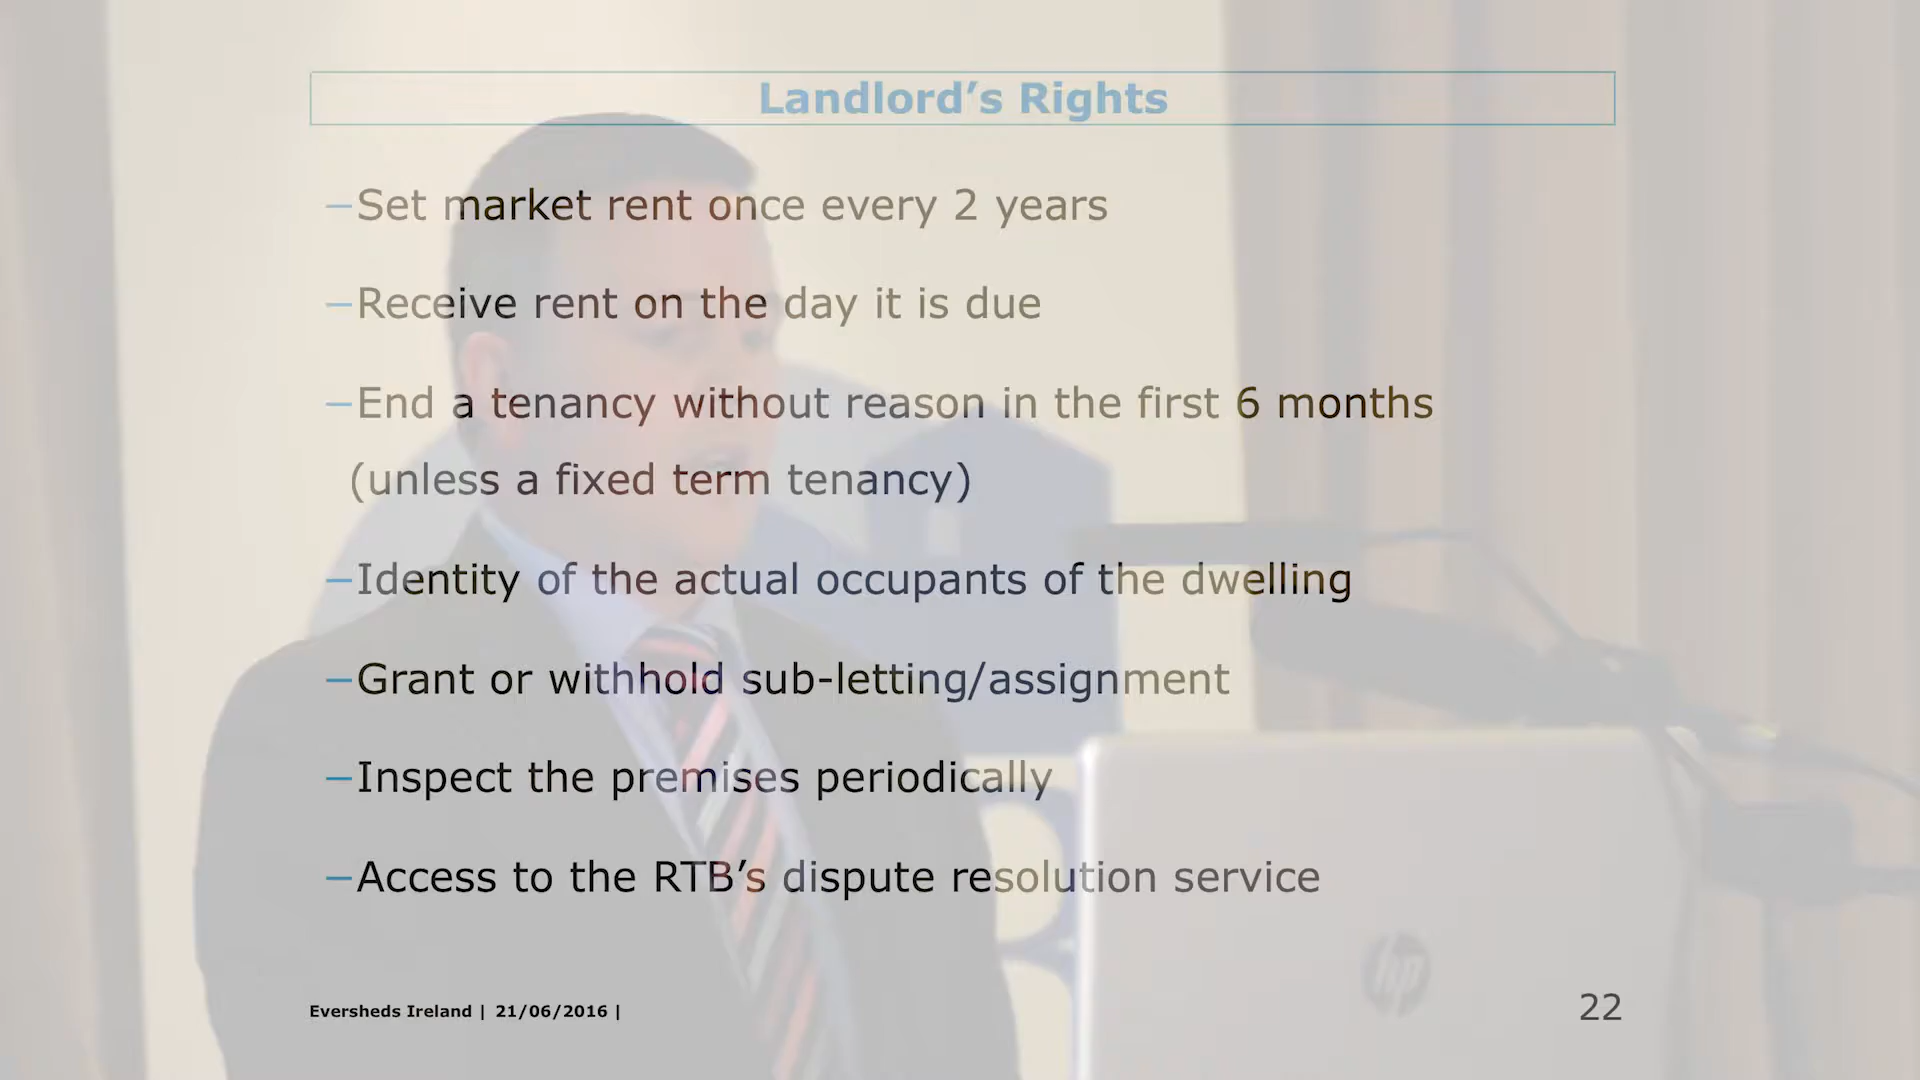 Landlord’s Rights
–Set market rent once every 2 years
–Receive rent on the day it is due
–End a tenancy without reason in the first 6 months
(unless a fixed term tenancy)
–Identity of the actual occupants of the dwelling
–Grant or withhold sub-letting/assignment
–Inspect the premises periodically
–Access to the RTB’s dispute resolution service
hp
Eversheds Ireland | 21/06/2016 |
22